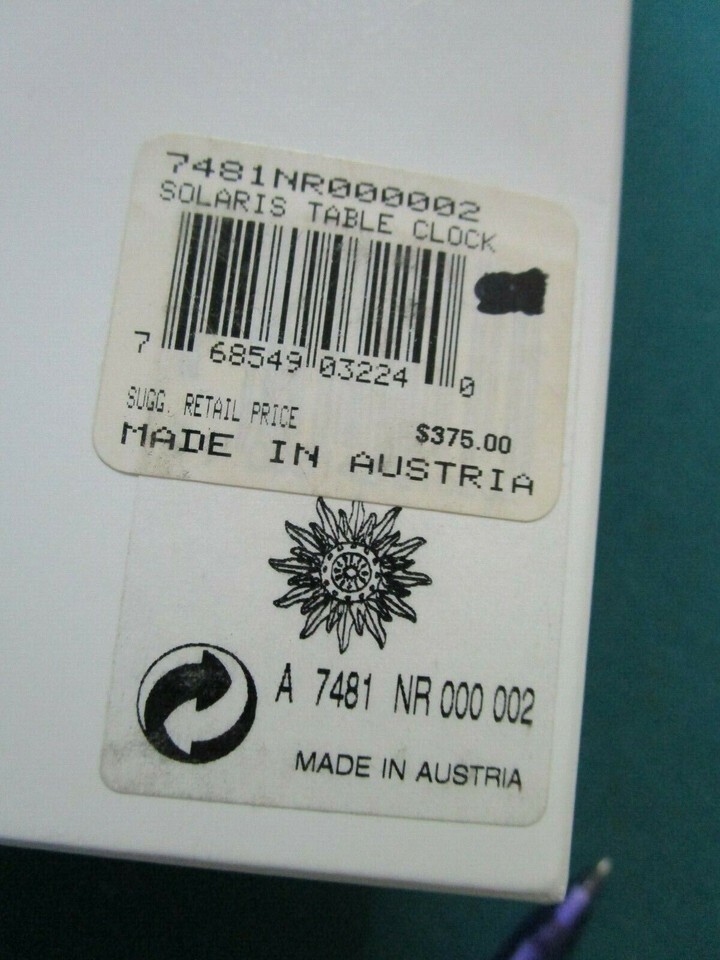 7481NR000002
SOLARIS TABLE CLOCK
7 68549 03224 0
SUGG. RETAIL PRICE $375.00
MADE IN AUSTRIA
A 7481 NR 000 002
MADE IN AUSTRIA